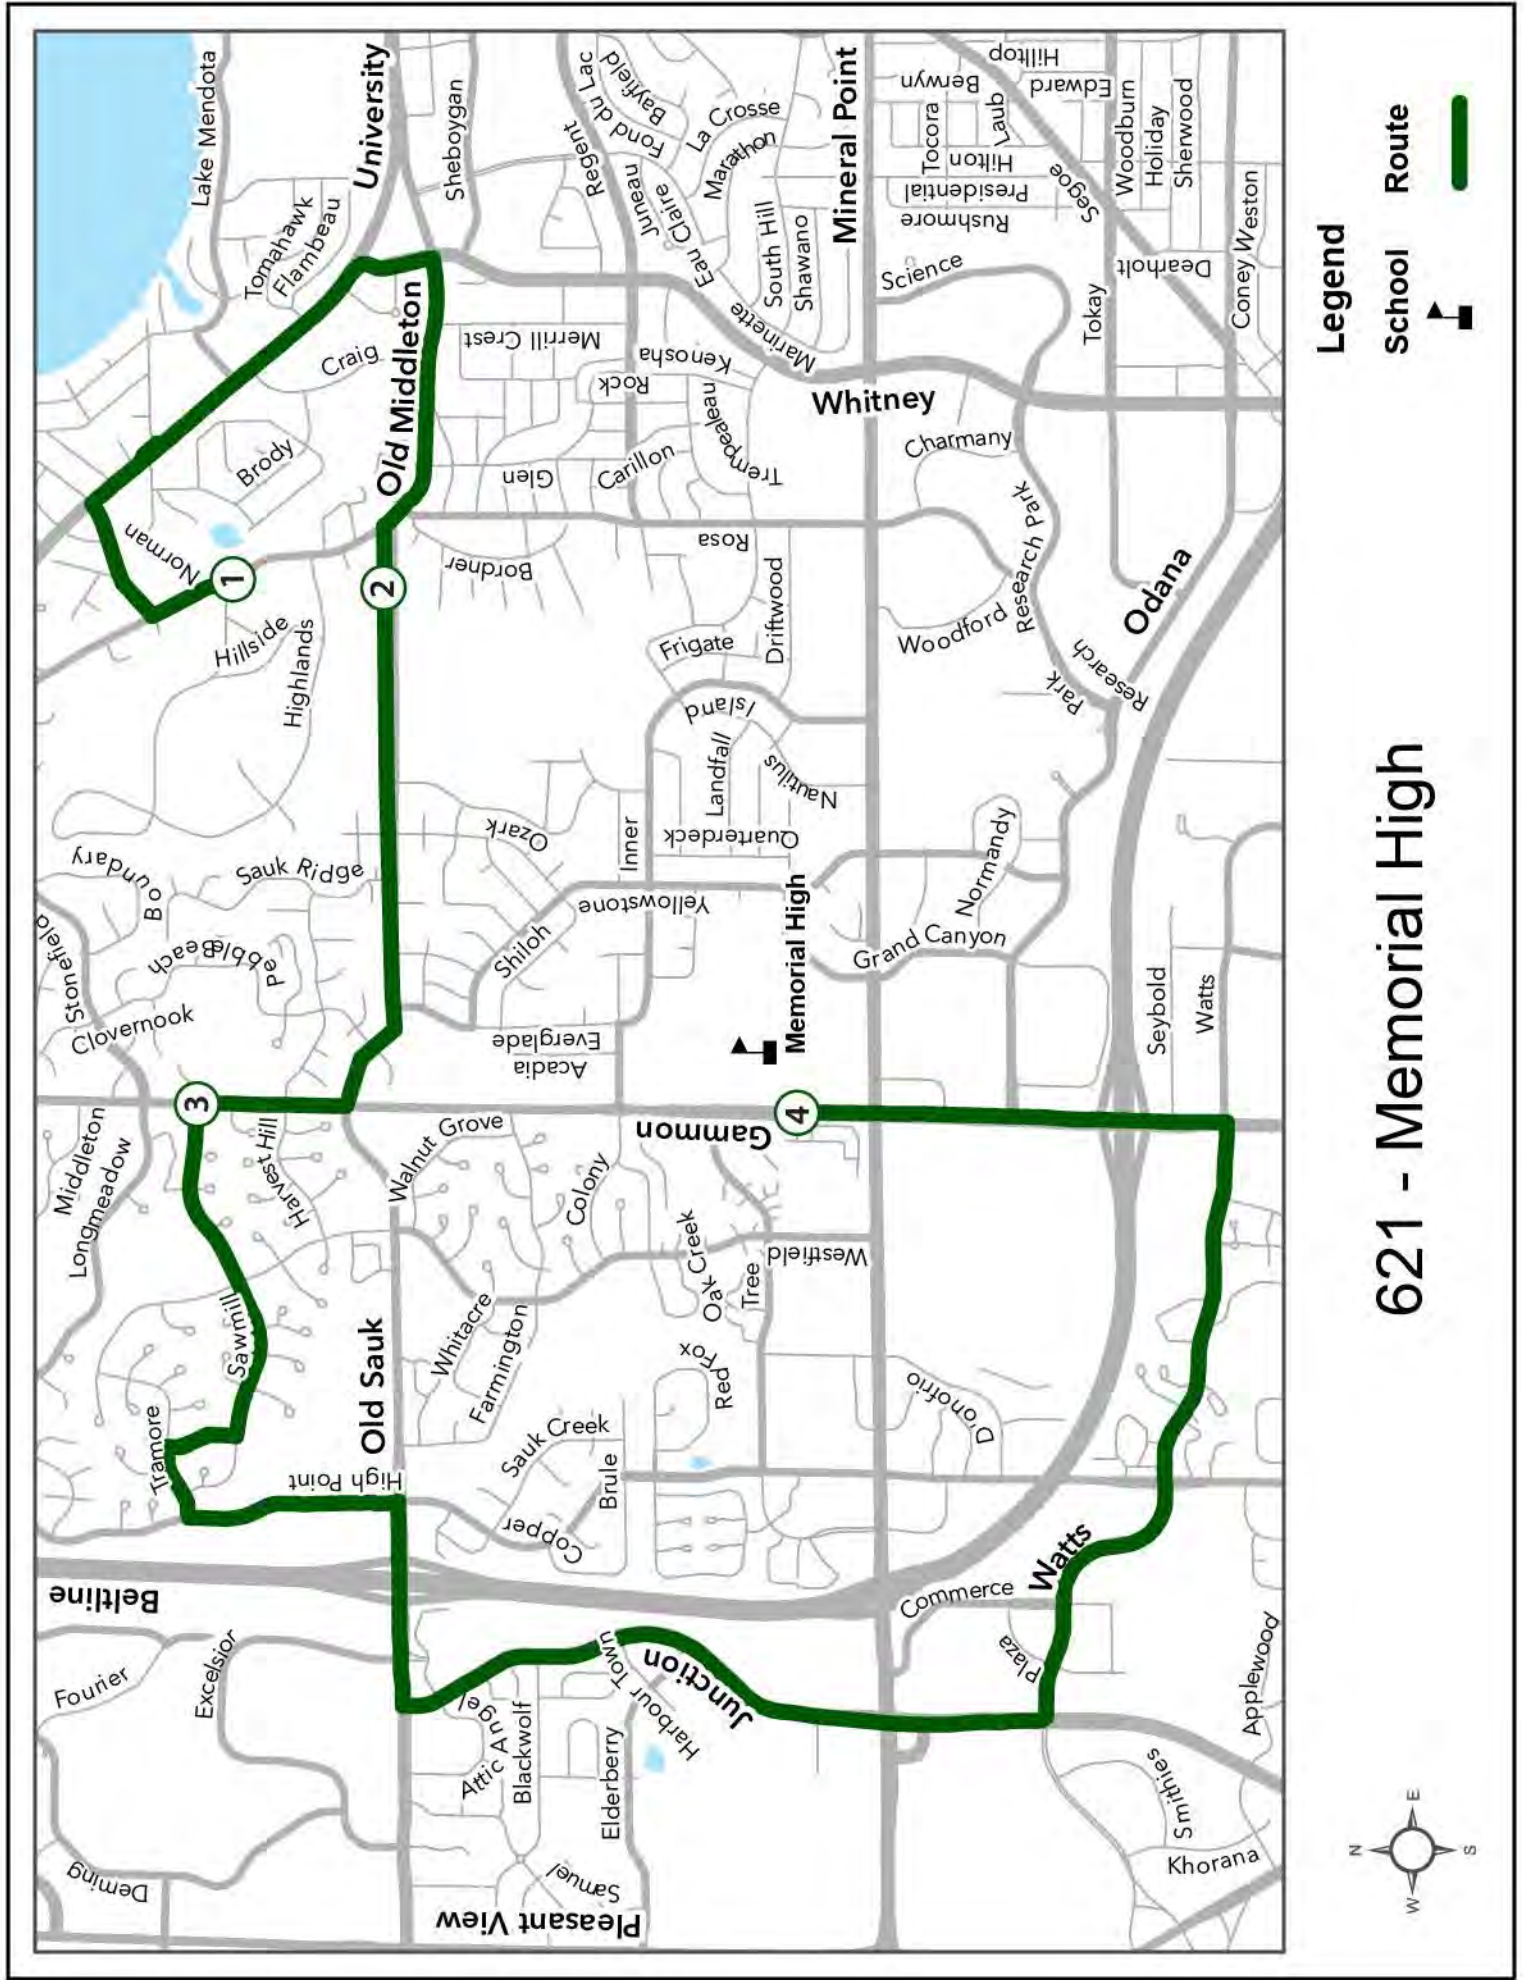 Lake Mendota
University
Sheboygan
Tomahawk
Flambeau
Regent
Fond du Lac
Bayfield
La Crosse
Marathon
Juneau
Eau Claire
South Hill
Shawano
Marinette
Mineral Point
Berwyn
Hilltop
Edward
Tocora
Laub
Hilton
Presidential
Rushmore
Segoe
Woodburn
Holiday
Sherwood
Science
Dearholt
Tokay
Coney Weston
Craig
Brody
Norman
Old Middleton
Merrill Crest
Kenosha
Rock
Trempealeau
Carillon
Glen
Whitney
Charmany
Research Park
1
2
Bordner
Rosa
Driftwood
Frigate
Hillside
Highlands
Woodford
Odana
Research
Park
Island
Landfall
Nautilus
Quarterdeck
Inner
Ozark
Boundary
Sauk Ridge
Yellowstone
Shiloh
Normandy
Grand Canyon
Stonefield
Pebble Beach
Clovernook
Memorial High
Everglade
Acadia
Seybold
Watts
3
4
Gammon
Middleton
Longmeadow
Harvest Hill
Walnut Grove
Colony
Oak Creek
Tree
Westfield
Sawmill
Old Sauk
Whitacre
Farmington
Red Fox
D'onofrio
Tramore
High Point
Sauk Creek
Brule
Copper
Watts
Beltline
Commerce
Plaza
Applewood
Fourier
Excelsior
Harbour Town
Junction
Attic Angel
Blackwolf
Elderberry
Smithies
Khorana
Deming
Samuel
Pleasant View
Legend
School
Route
621 - Memorial High
N
E
S
W